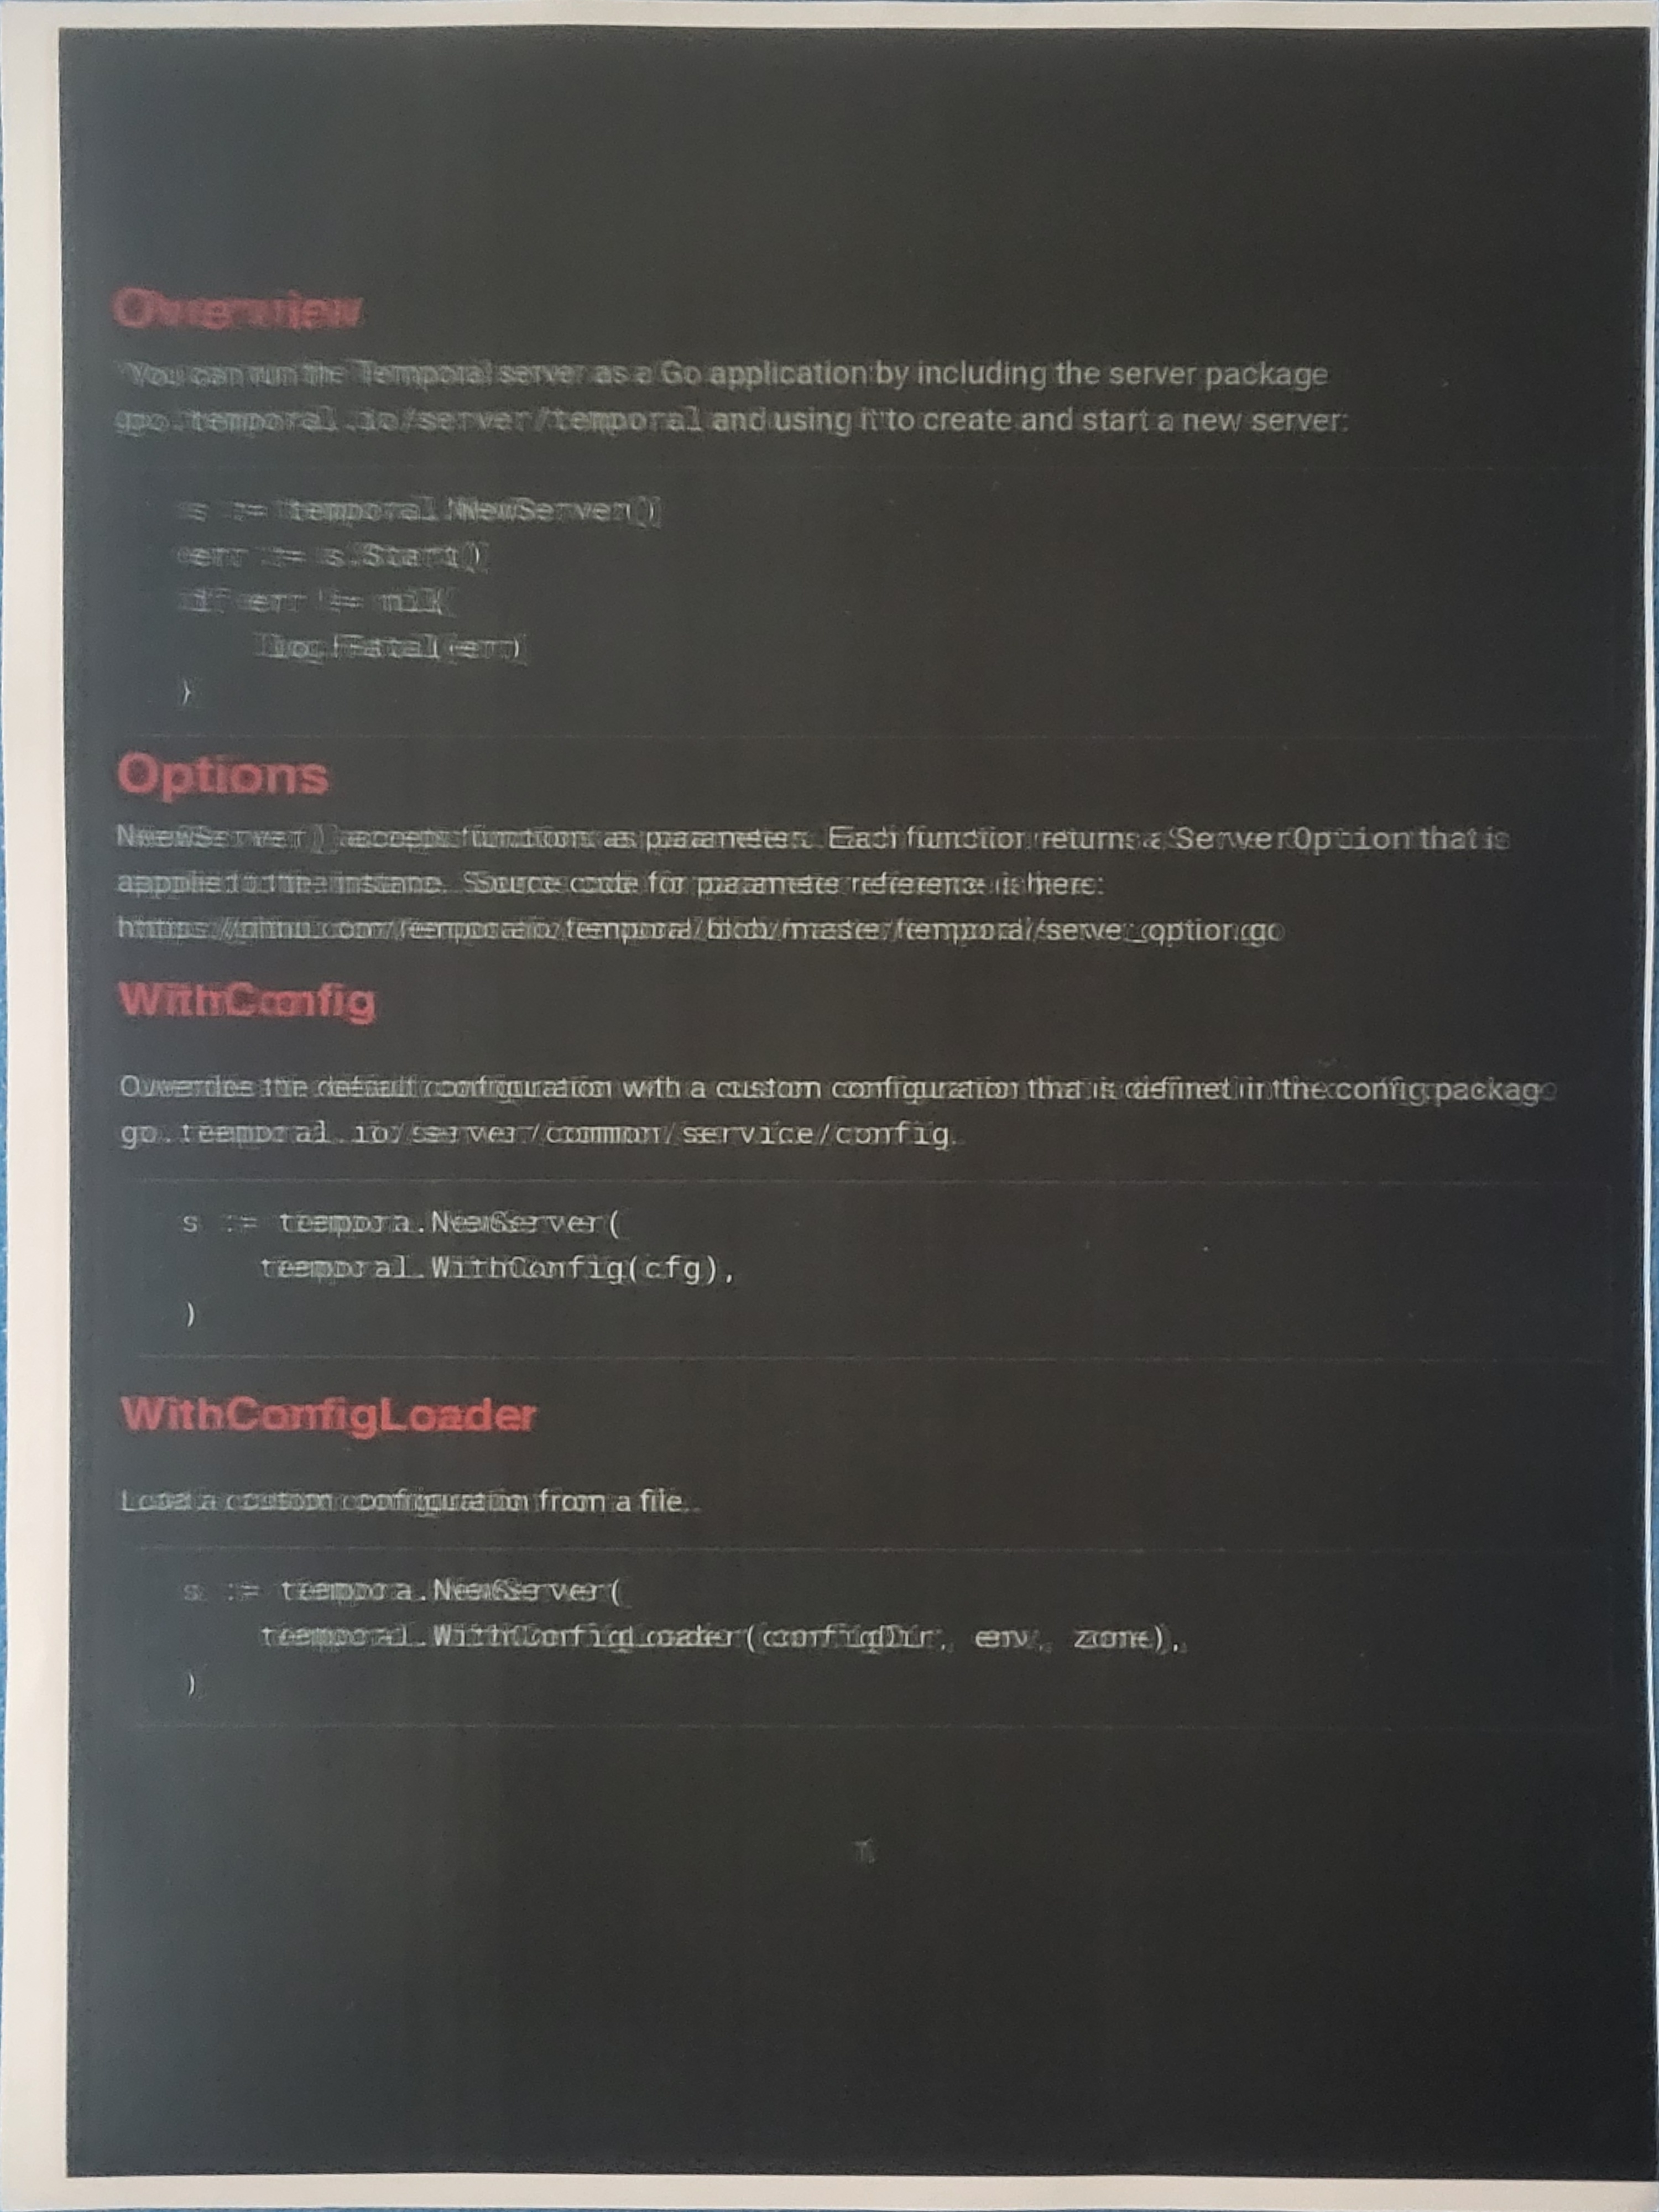 Overview
You can run the Temporal server as a Go application by including the server package
go.temporal.io/server/temporal and using it to create and start a new server:
s := temporal.NewServer()
err := s.Start()
if err != nil{
log.Fatal(err)
}
Options
NewServer() accepts functions as parameters. Each function returns a ServerOption that is
applied to the instance. Source code for parameter reference is here:
https://github.com/temporalio/temporal/blob/master/temporal/server_option.go
WithConfig
Overrides the default configuration with a custom configuration that is defined in the config package
go.temporal.io/server/common/service/config.
s := temporal.NewServer(
temporal.WithConfig(cfg),
)
WithConfigLoader
Load a custom configuration from a file.
s := temporal.NewServer(
temporal.WithConfigLoader(configDir, env, zone),
)